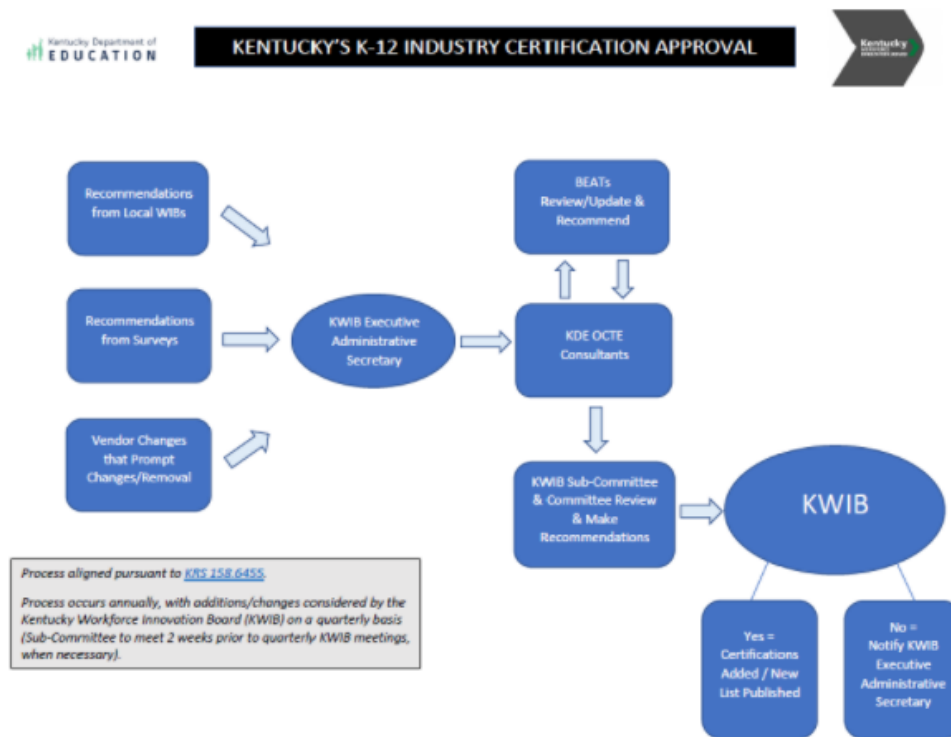 Kentucky Department of
EDUCATION
KENTUCKY'S K-12 INDUSTRY CERTIFICATION APPROVAL
Kentucky
Recommendations
from Local WIBs
BEATs
Review/Update &
Recommend
Recommendations
from Surveys
KWIB Executive
Administrative
Secretary
KDE OCTE
Consultants
Vendor Changes
that Prompt
Changes/Removal
KWIB Sub-Committee
& Committee Review
& Make
Recommendations
KWIB
Process aligned pursuant to KRS 158.6455.
Process occurs annually, with additions/changes considered by the
Kentucky Workforce Innovation Board (KWIB) on a quarterly basis
(Sub-Committee to meet 2 weeks prior to quarterly KWIB meetings,
when necessary).
Yes =
Certifications
Added / New
List Published
No =
Notify KWIB
Executive
Administrative
Secretary